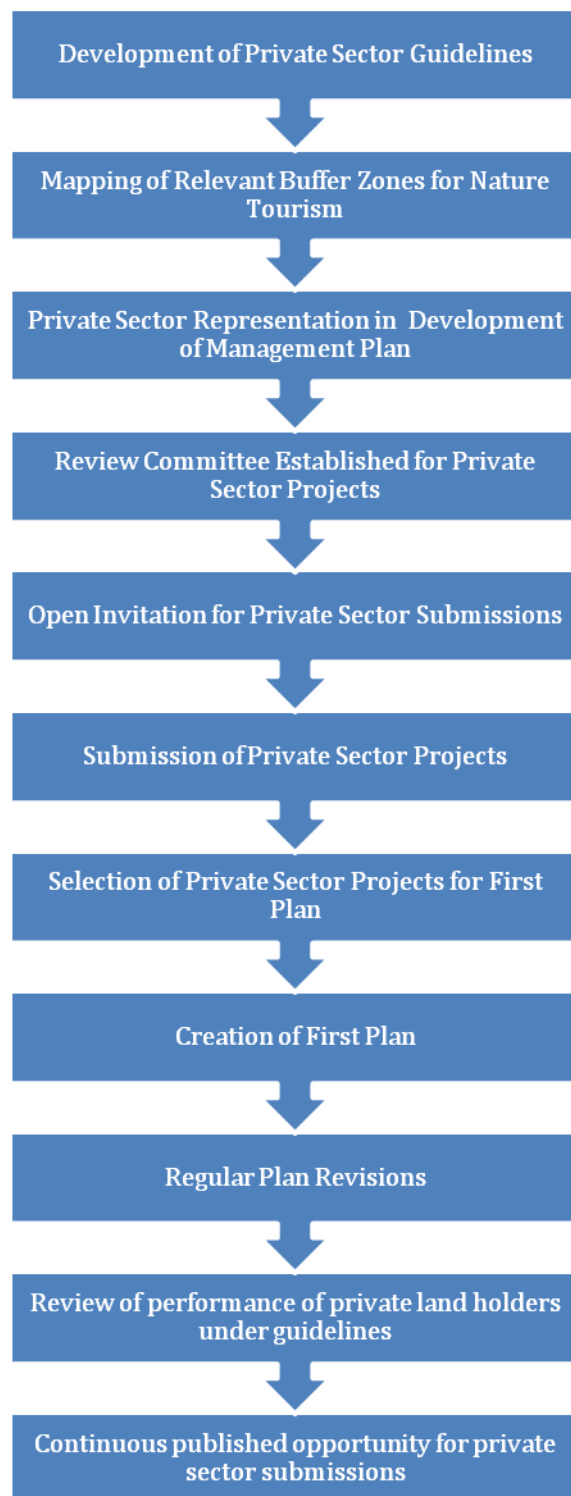 Development of Private Sector Guidelines
Mapping of Relevant Buffer Zones for Nature
Tourism
Private Sector Representation in Development
of Management Plan
Review Committee Established for Private
Sector Projects
Open Invitation for Private Sector Submissions
Submission of Private Sector Projects
Selection of Private Sector Projects for First
Plan
Creation of First Plan
Regular Plan Revisions
Review of performance of private land holders
under guidelines
Continuous published opportunity for private
sector submissions